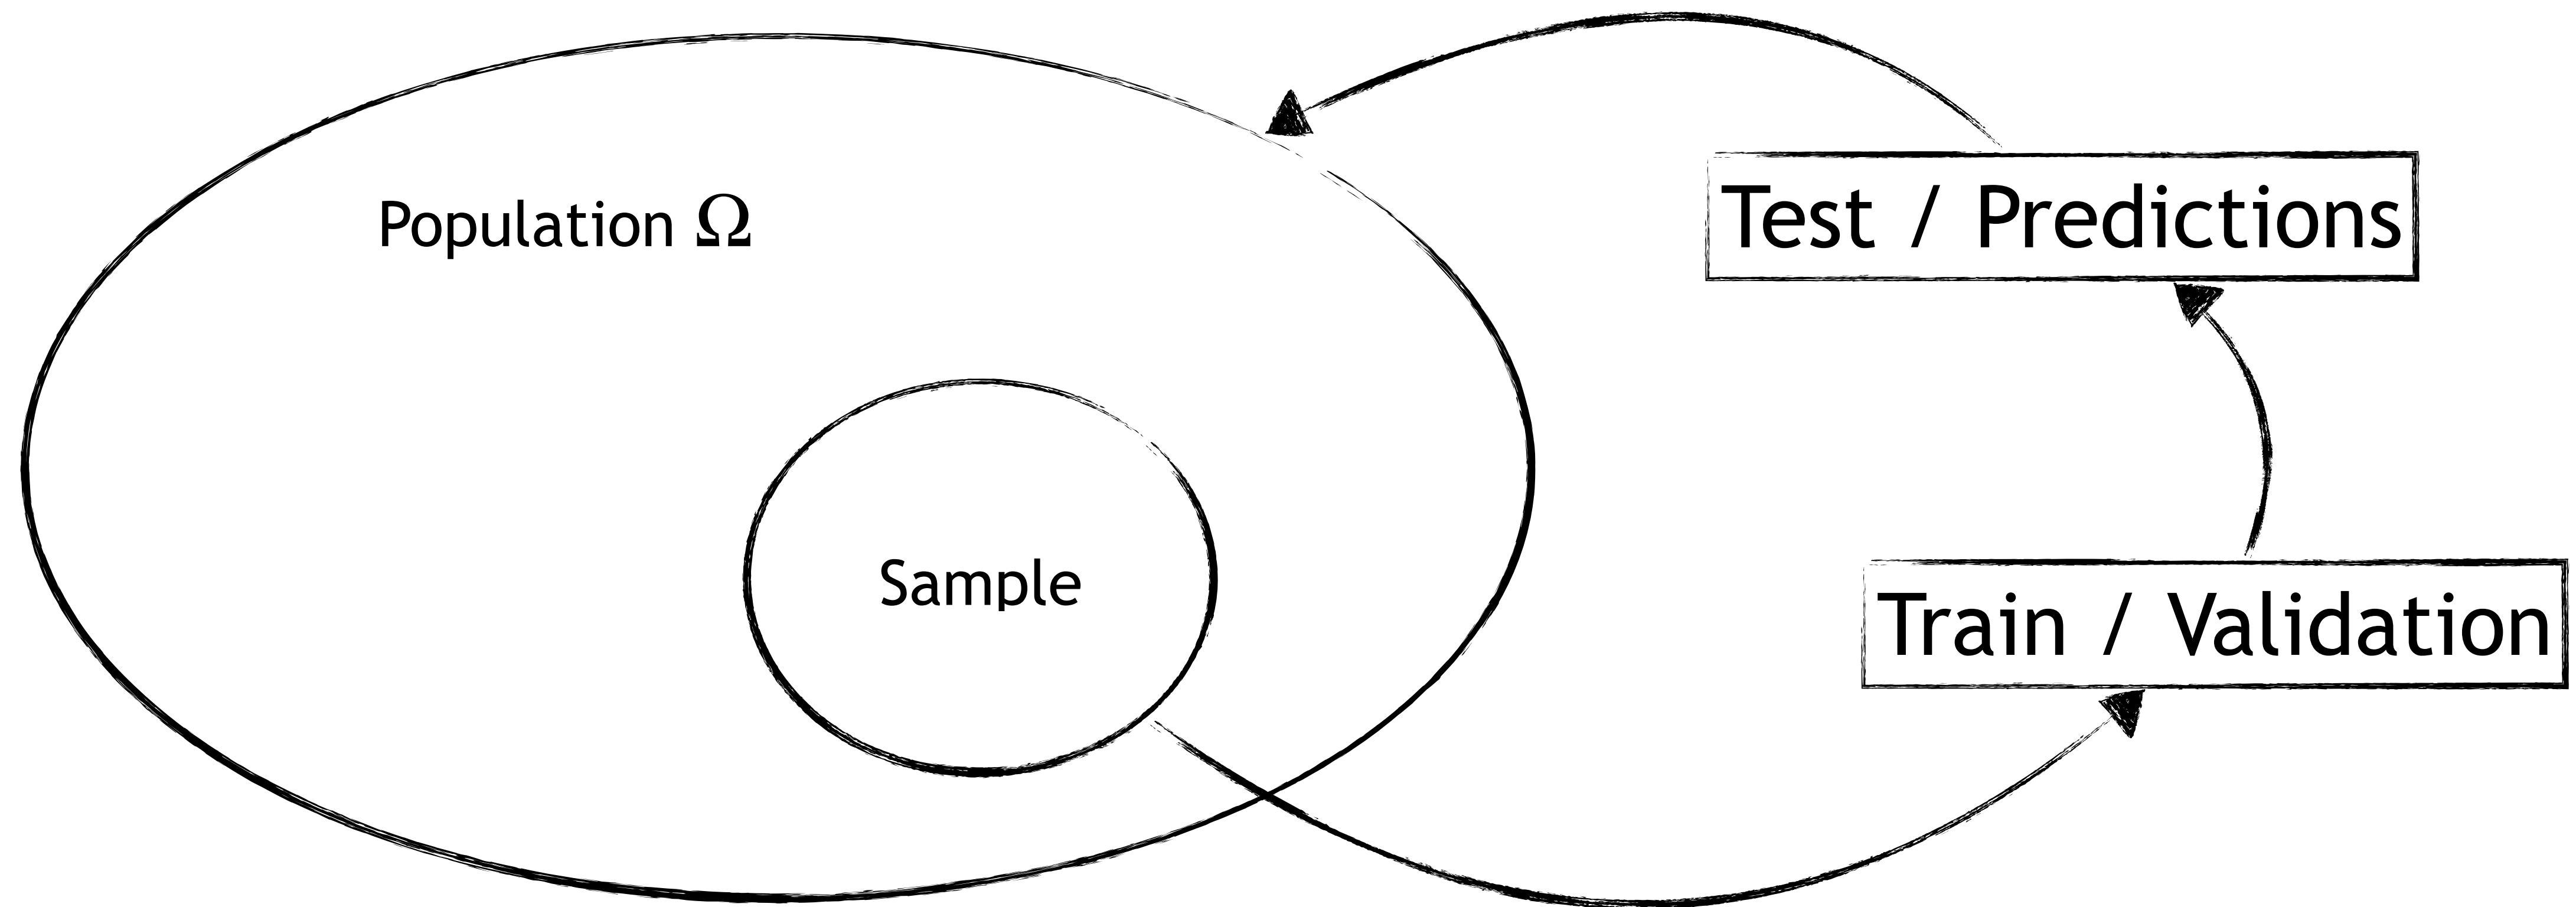 Population Ω
Test / Predictions
Sample
Train / Validation